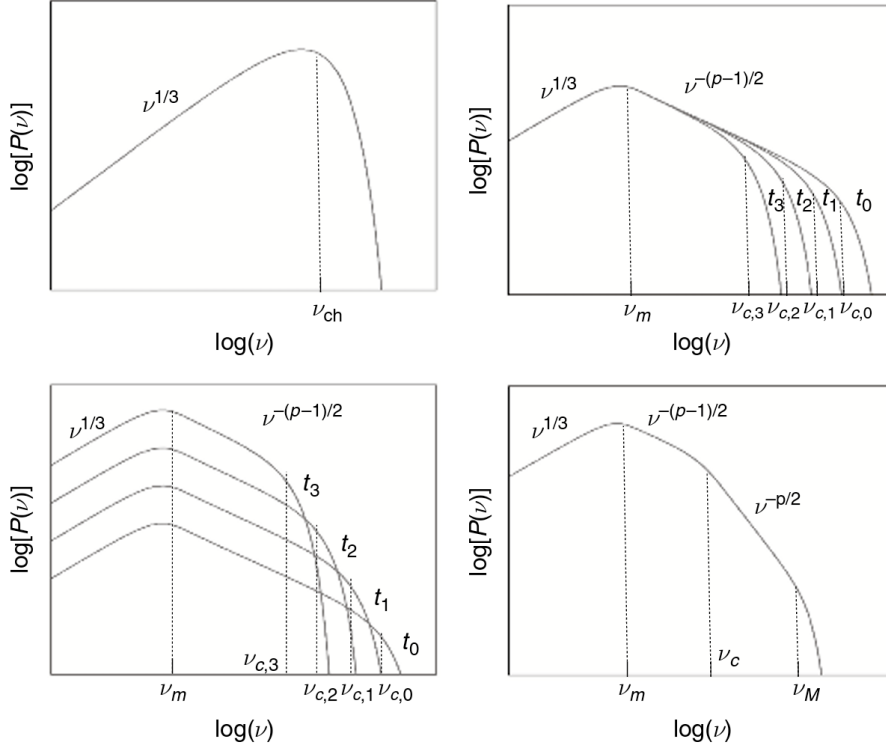 log[P(ν)]
ν^1/3
ν_ch
log(ν)
log[P(ν)]
ν^1/3
ν^−(p−1)/2
t_3 t_2 t_1 t_0
ν_m ν_c,3 ν_c,2 ν_c,1 ν_c,0
log(ν)
log[P(ν)]
ν^1/3
ν^−(p−1)/2
t_3
t_2
t_1
t_0
ν_m ν_c,3 ν_c,2 ν_c,1 ν_c,0
log(ν)
log[P(ν)]
ν^1/3
ν^−(p−1)/2
ν^−p/2
ν_m ν_c ν_M
log(ν)